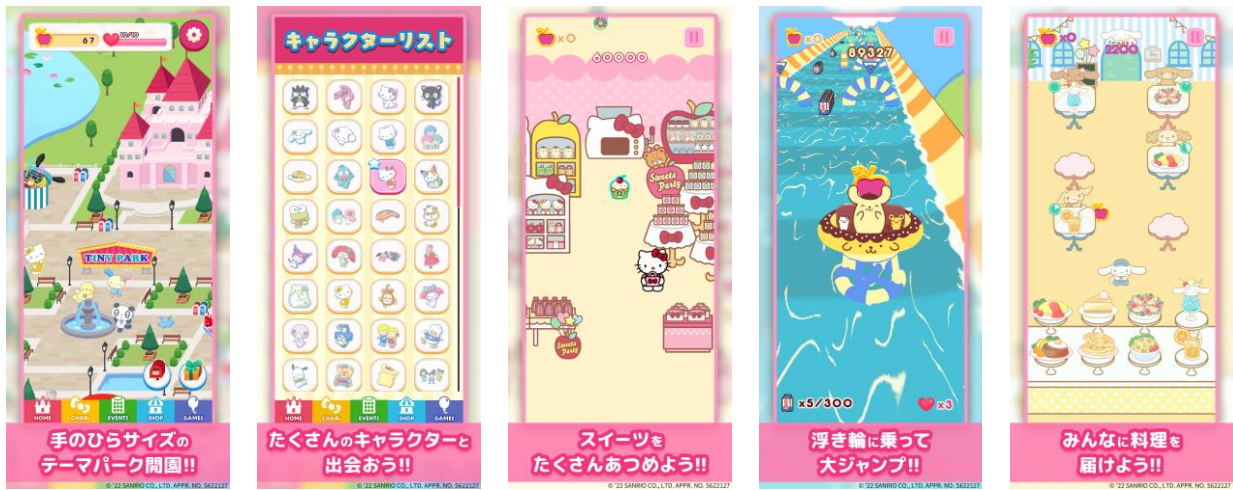 67
10/10
TINY PARK
HOME
CHARA
EVENTS
SHOP
GAME!
手のひらサイズの
テーマパーク開園!!
キャラクターリスト
HOME
CHARA
EVENTS
SHOP
GAME!
たくさんのキャラクターと
出会おう!!
© '22 SANRIO CO., LTD. APPR. NO. S622127
×0
60000
Sweets
Party
Sweets
Party
スイーツを
たくさんあつめよう!!
© '22 SANRIO CO., LTD. APPR. NO. S622127
×0
89327
x5/300
x3
浮き輪に乗って
大ジャンプ!!
© '22 SANRIO CO., LTD. APPR. NO. S622127
×0
2200
みんなに料理を
届けよう!!
© '22 SANRIO CO., LTD. APPR. NO. S622127
© '22 SANRIO CO., LTD. APPR. NO. S622127